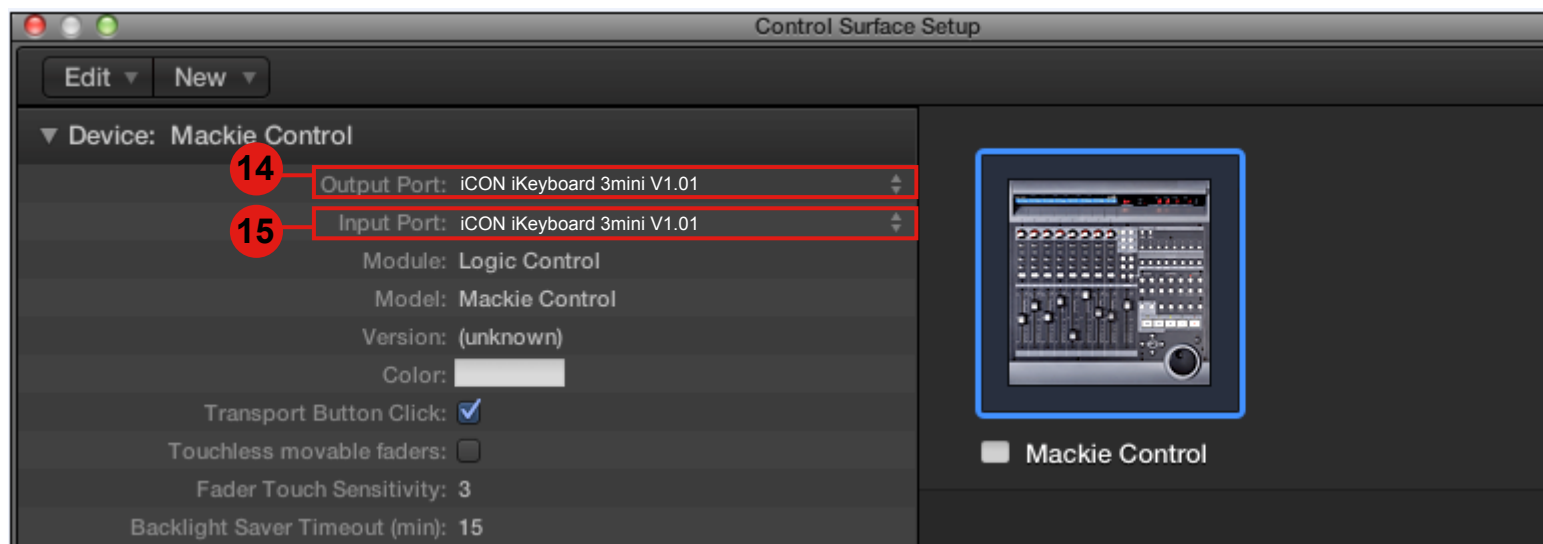 Control Surface Setup
Edit New
Device: Mackie Control
14 Output Port: iCON iKeyboard 3mini V1.01
15 Input Port: iCON iKeyboard 3mini V1.01
Module: Logic Control
Model: Mackie Control
Version: (unknown)
Color:
Transport Button Click:
Touchless movable faders:
Fader Touch Sensitivity: 3
Backlight Saver Timeout (min): 15
Mackie Control